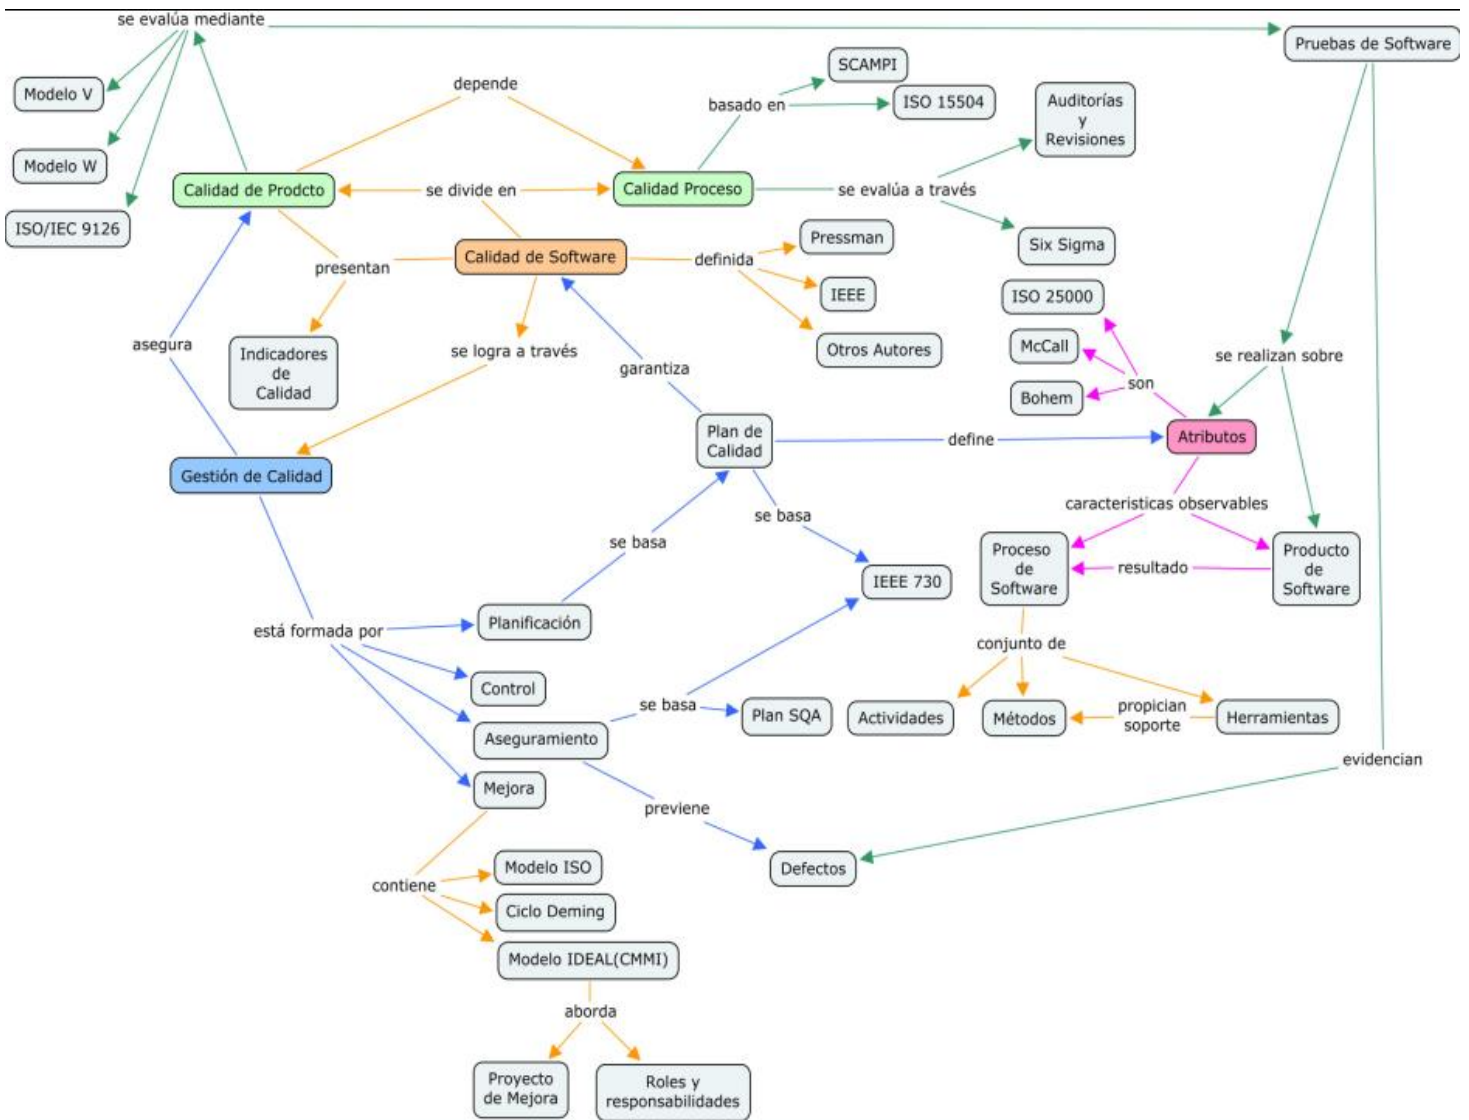 se evalúa mediante
Pruebas de Software
SCAMPI
depende
Modelo V
basado en
ISO 15504
Auditorías
y
Revisiones
Modelo W
Calidad de Prodcto
se divide en
Calidad Proceso
se evalúa a través
ISO/IEC 9126
Pressman
Six Sigma
presentan
Calidad de Software
definida
IEEE
ISO 25000
asegura
Indicadores
de
Calidad
se logra a través
garantiza
Otros Autores
McCall
son
se realizan sobre
Bohem
Plan de
Calidad
define
Atributos
Gestión de Calidad
caracteristicas observables
se basa
se basa
Proceso
de
Software
resultado
Producto
de
Software
IEEE 730
está formada por
Planificación
conjunto de
Control
se basa
Plan SQA
Actividades
Métodos
propician
soporte
Herramientas
Aseguramiento
evidencian
Mejora
previene
Defectos
contiene
Modelo ISO
Ciclo Deming
Modelo IDEAL(CMMI)
aborda
Proyecto
de Mejora
Roles y
responsabilidades